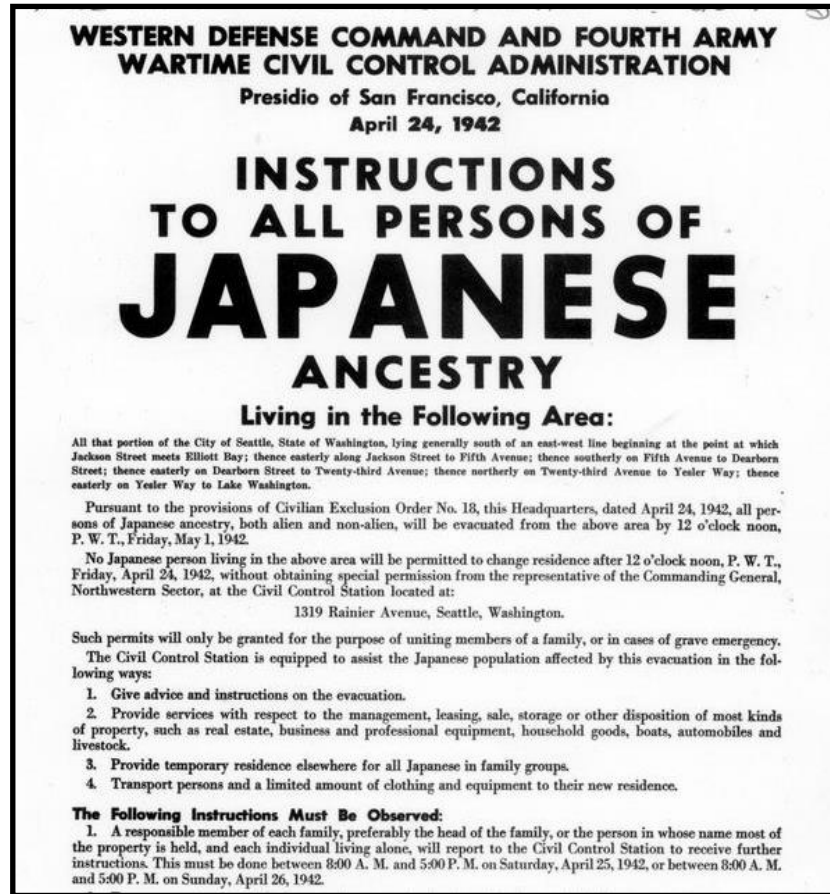 WESTERN DEFENSE COMMAND AND FOURTH ARMY
WARTIME CIVIL CONTROL ADMINISTRATION
Presidio of San Francisco, California
April 24, 1942
INSTRUCTIONS
TO ALL PERSONS OF
JAPANESE
ANCESTRY
Living in the Following Area:
All that portion of the City of Seattle, State of Washington, lying generally south of an east-west line beginning at the point at which
Jackson Street meets Elliott Bay; thence easterly along Jackson Street to Fifth Avenue; thence southerly on Fifth Avenue to Dearborn
Street; thence easterly on Dearborn Street to Twenty-third Avenue; thence northerly on Twenty-third Avenue to Yesler Way; thence
easterly on Yesler Way to Lake Washington.
Pursuant to the provisions of Civilian Exclusion Order No. 18, this Headquarters, dated April 24, 1942, all per-
sons of Japanese ancestry, both alien and non-alien, will be evacuated from the above area by 12 o'clock noon,
P. W. T., Friday, May 1, 1942.
No Japanese person living in the above area will be permitted to change residence after 12 o'clock noon, P. W. T.,
Friday, April 24, 1942, without obtaining special permission from the representative of the Commanding General,
Northwestern Sector, at the Civil Control Station located at:
1319 Rainier Avenue, Seattle, Washington.
Such permits will only be granted for the purpose of uniting members of a family, or in cases of grave emergency.
The Civil Control Station is equipped to assist the Japanese population affected by this evacuation in the fol-
lowing ways:
1. Give advice and instructions on the evacuation.
2. Provide services with respect to the management, leasing, sale, storage or other disposition of most kinds
of property, such as real estate, business and professional equipment, household goods, boats, automobiles and
livestock.
3. Provide temporary residence elsewhere for all Japanese in family groups.
4. Transport persons and a limited amount of clothing and equipment to their new residence.
The Following Instructions Must Be Observed:
1. A responsible member of each family, preferably the head of the family, or the person in whose name most of
the property is held, and each individual living alone, will report to the Civil Control Station to receive further
instructions. This must be done between 8:00 A. M. and 5:00 P. M. on Saturday, April 25, 1942, or between 8:00 A. M.
and 5:00 P. M. on Sunday, April 26, 1942.